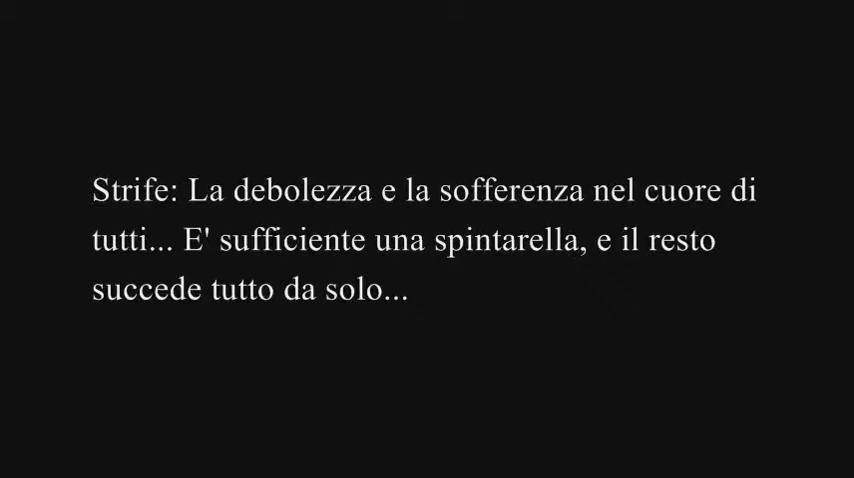 Strife: La debolezza e la sofferenza nel cuore di
tutti... E' sufficiente una spintarella, e il resto
succede tutto da solo...